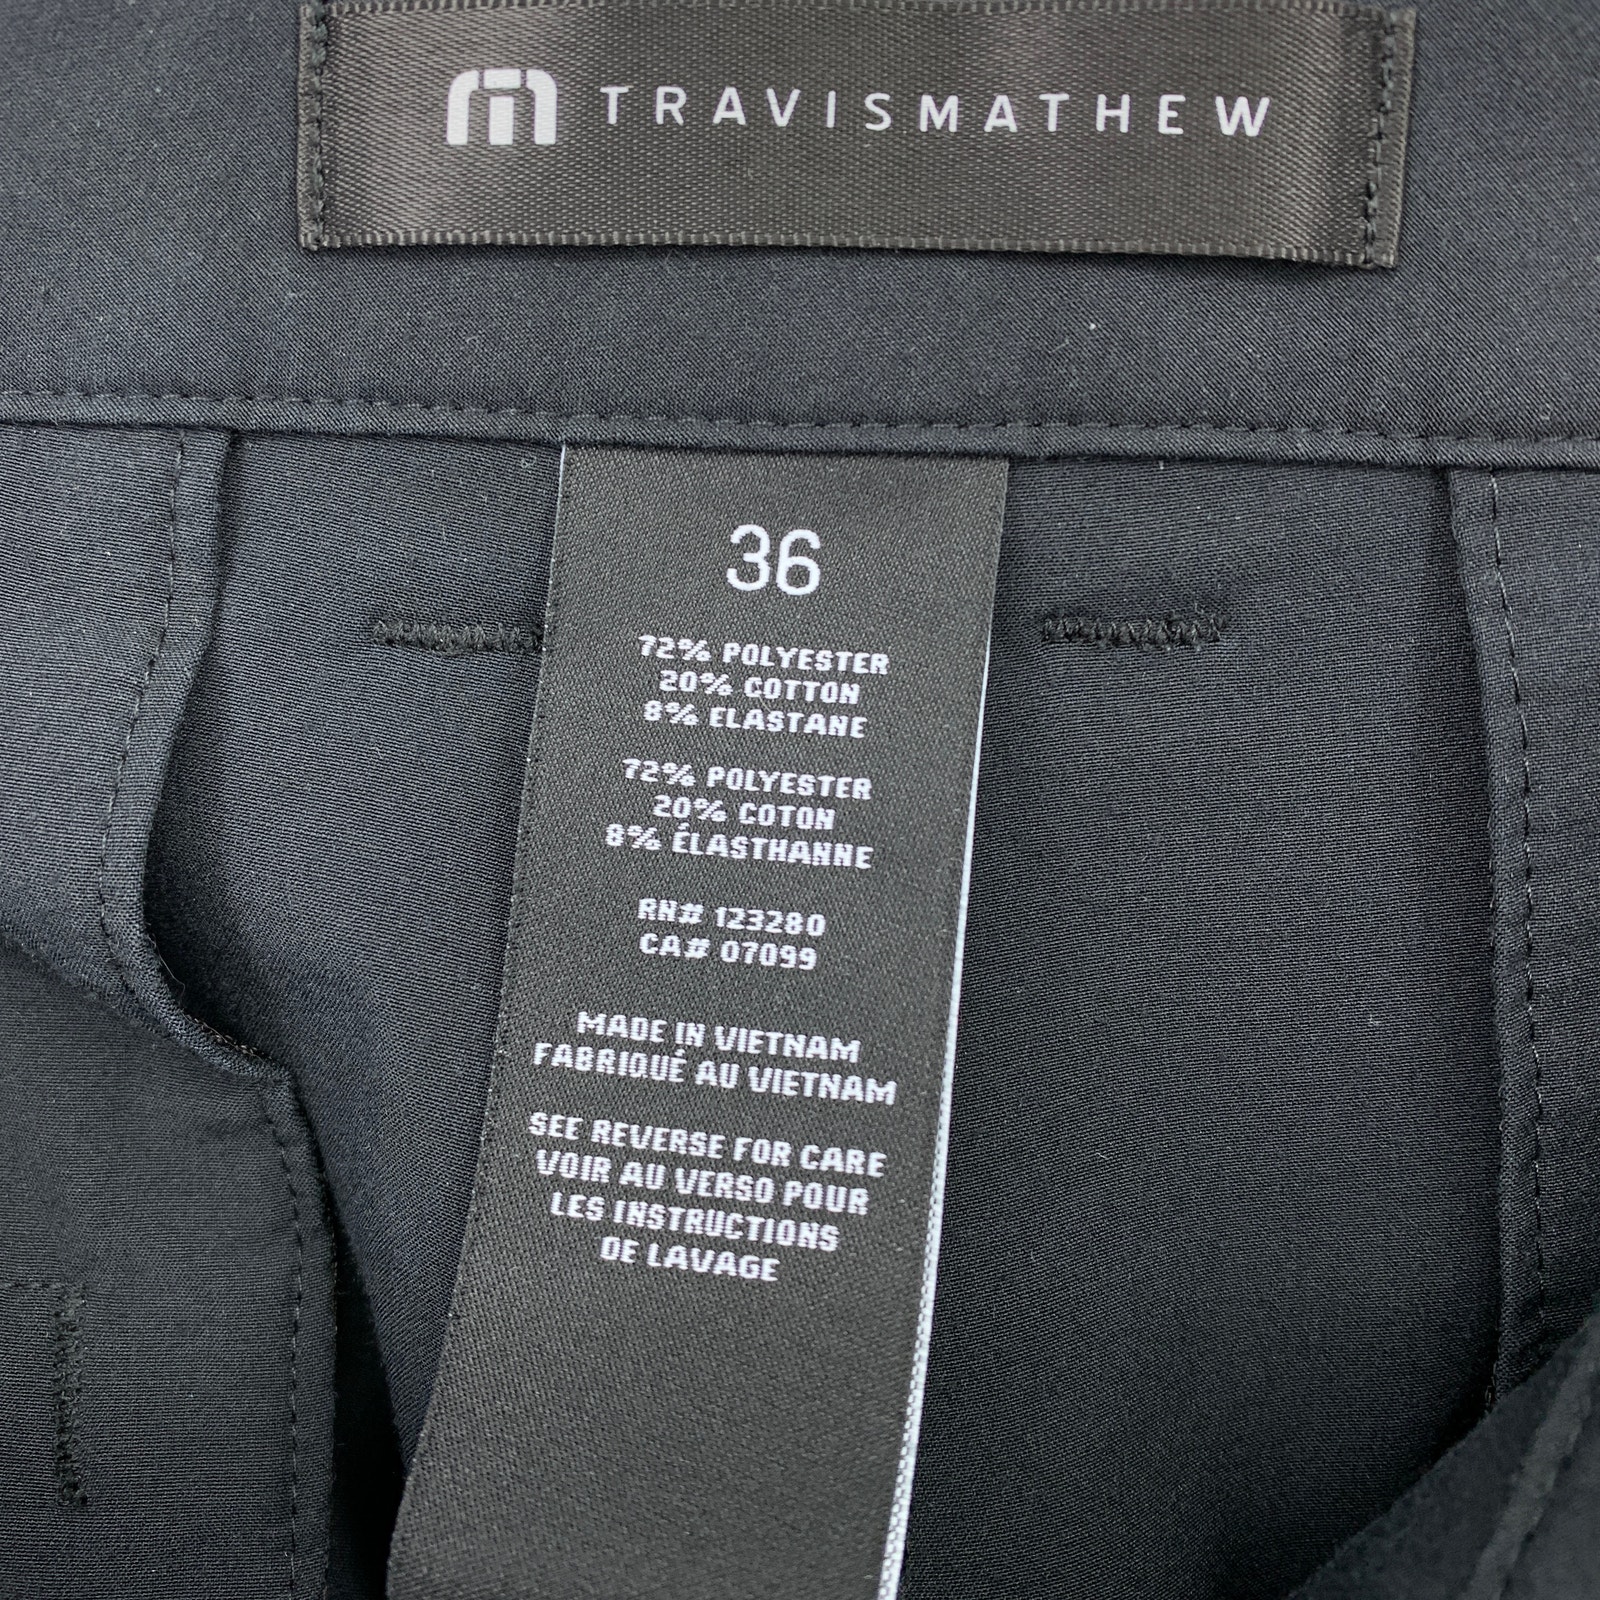 TRAVISMATHEW
36
72% POLYESTER
20% COTTON
8% ELASTANE
72% POLYESTER
20% COTON
8% ÉLASTHANNE
RN# 123280
CA# 07099
MADE IN VIETNAM
FABRIQUÉ AU VIETNAM
SEE REVERSE FOR CARE
VOIR AU VERSO POUR
LES INSTRUCTIONS
DE LAVAGE